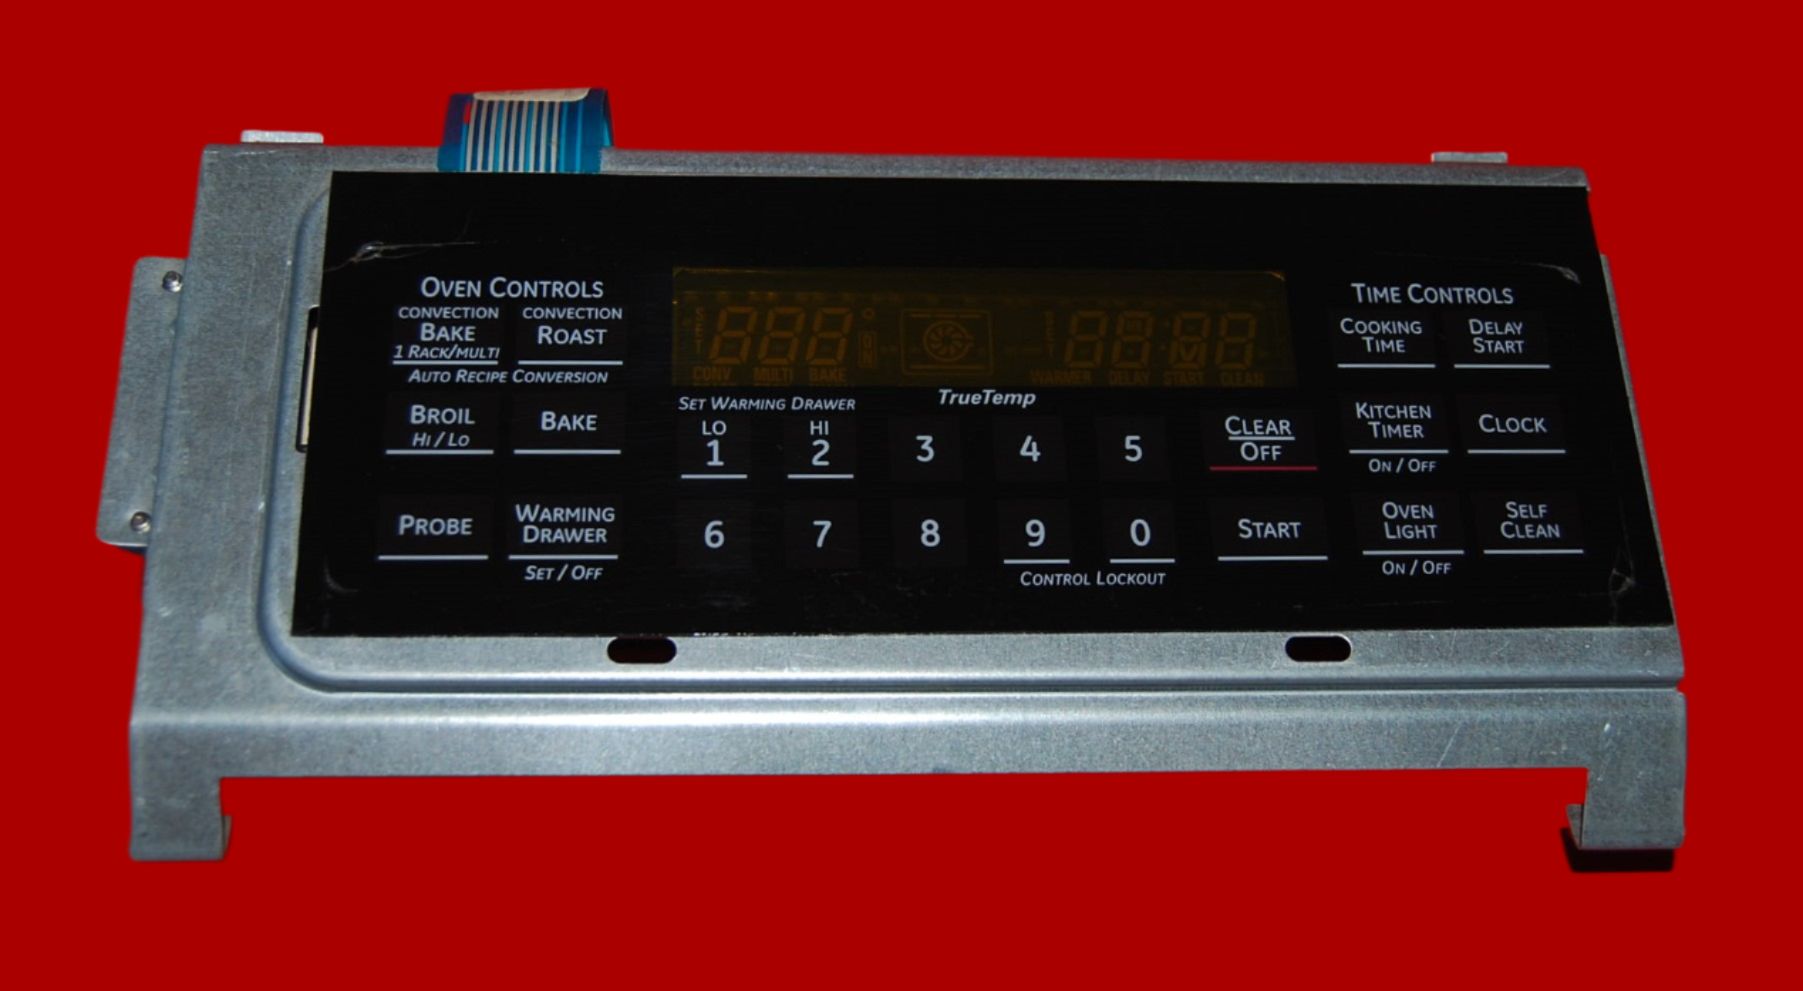 OVEN CONTROLS
CONVECTION
BAKE
1 RACK/MULTI
CONVECTION
ROAST
AUTO RECIPE CONVERSION
BROIL
HI / LO
BAKE
PROBE
WARMING
DRAWER
SET / OFF
888
CONV MULTI BAKE
88:88
WARMER DELAY START CLEAN
SET WARMING DRAWER
TrueTemp
LO
1
HI
2
3
4
5
6
7
8
9
0
CONTROL LOCKOUT
CLEAR
OFF
START
TIME CONTROLS
COOKING
TIME
DELAY
START
KITCHEN
TIMER
ON / OFF
CLOCK
OVEN
LIGHT
ON / OFF
SELF
CLEAN